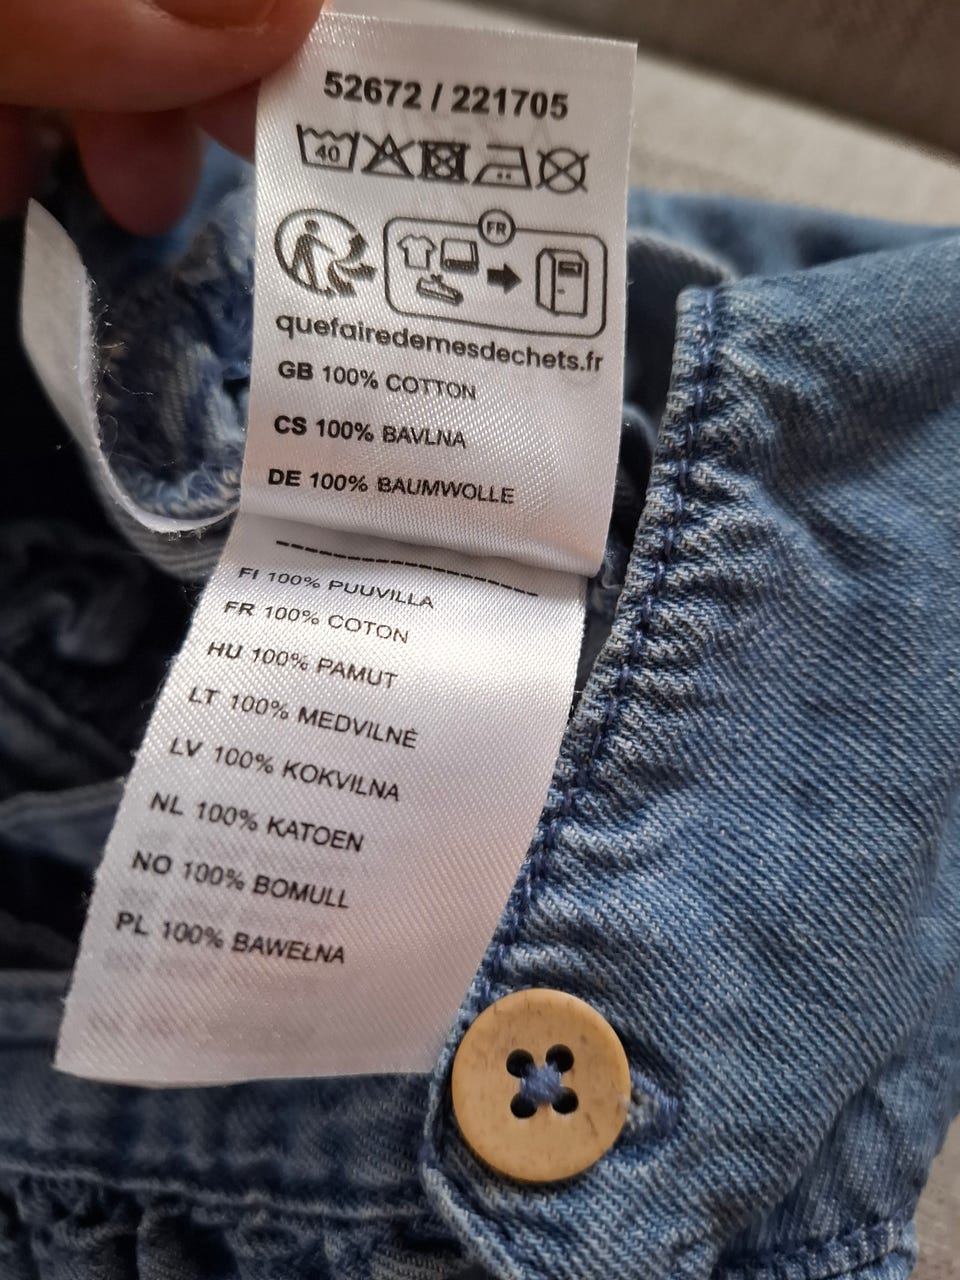 52672 / 221705
40
FR
quefairedemesdechets.fr
GB 100% COTTON
CS 100% BAVLNA
DE 100% BAUMWOLLE
FI 100% PUUVILLA
FR 100% COTON
HU 100% PAMUT
LT 100% MEDVILNĖ
LV 100% KOKVILNA
NL 100% KATOEN
NO 100% BOMULL
PL 100% BAWEŁNA